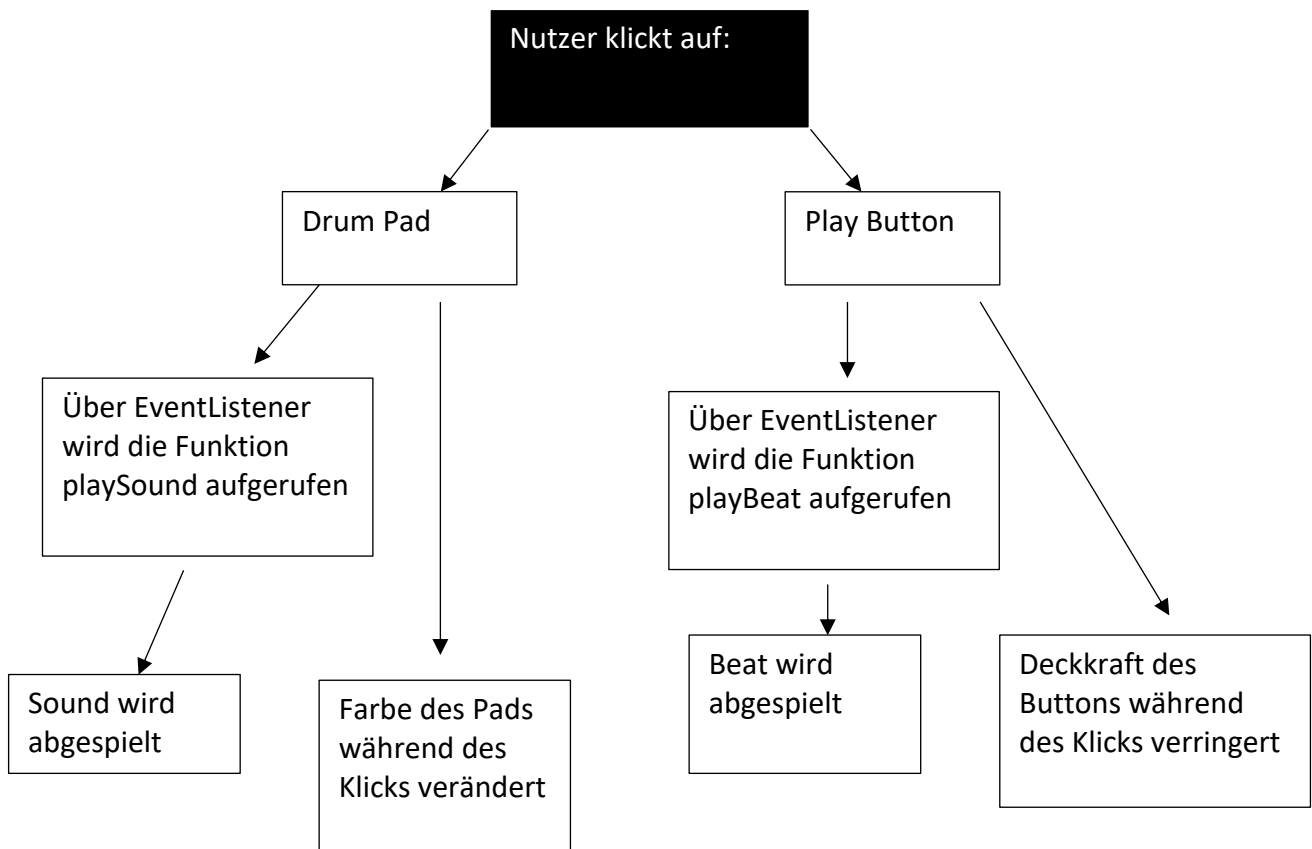 Nutzer klickt auf:
Drum Pad
Play Button
Über EventListener
wird die Funktion
playSound aufgerufen
Über EventListener
wird die Funktion
playBeat aufgerufen
Sound wird
abgespielt
Farbe des Pads
während des
Klicks verändert
Beat wird
abgespielt
Deckkraft des
Buttons während
des Klicks verringert